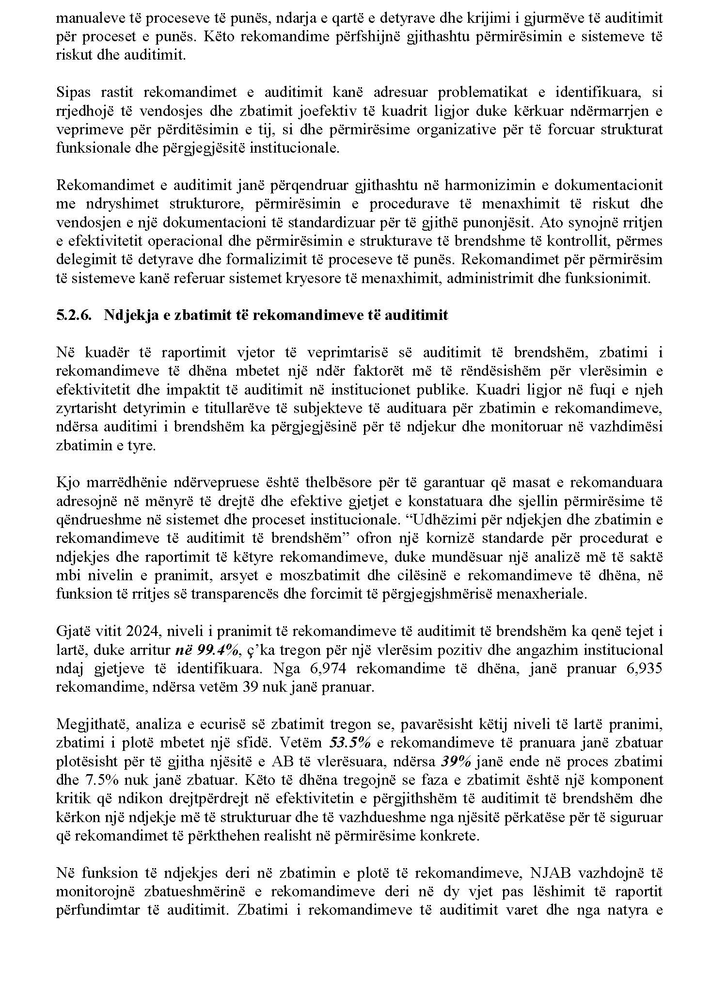 manualeve të proceseve të punës, ndarja e qartë e detyrave dhe krijimi i gjurmëve të auditimit
për proceset e punës. Këto rekomandime përfshijnë gjithashtu përmirësimin e sistemeve të
riskut dhe auditimit.
Sipas rastit rekomandimet e auditimit kanë adresuar problematikat e identifikuara, si
rrjedhojë të vendosjes dhe zbatimit joefektiv të kuadrit ligjor duke kërkuar ndërmarrjen e
veprimeve për përditësimin e tij, si dhe përmirësime organizative për të forcuar strukturat
funksionale dhe përgjegjësitë institucionale.
Rekomandimet e auditimit janë përqendruar gjithashtu në harmonizimin e dokumentacionit
me ndryshimet strukturore, përmirësimin e procedurave të menaxhimit të riskut dhe
vendosjen e një dokumentacioni të standardizuar për të gjithë punonjësit. Ato synojnë rritjen
e efektivitetit operacional dhe përmirësimin e strukturave të brendshme të kontrollit, përmes
delegimit të detyrave dhe formalizimit të proceseve të punës. Rekomandimet për përmirësim
të sistemeve kanë referuar sistemet kryesore të menaxhimit, administrimit dhe funksionimit.
5.2.6. Ndjekja e zbatimit të rekomandimeve të auditimit
Në kuadër të raportimit vjetor të veprimtarisë së auditimit të brendshëm, zbatimi i
rekomandimeve të dhëna mbetet një ndër faktorët më të rëndësishëm për vlerësimin e
efektivitetit dhe impaktit të auditimit në institucionet publike. Kuadri ligjor në fuqi e njeh
zyrtarisht detyrimin e titullarëve të subjekteve të audituara për zbatimin e rekomandimeve,
ndërsa auditimi i brendshëm ka përgjegjësinë për të ndjekur dhe monitoruar në vazhdimësi
zbatimin e tyre.
Kjo marrëdhënie ndërvepruese është thelbësore për të garantuar që masat e rekomanduara
adresojnë në mënyrë të drejtë dhe efektive gjetjet e konstatuara dhe sjellin përmirësime të
qëndrueshme në sistemet dhe proceset institucionale. “Udhëzimi për ndjekjen dhe zbatimin e
rekomandimeve të auditimit të brendshëm” ofron një kornizë standarde për procedurat e
ndjekjes dhe raportimit të këtyre rekomandimeve, duke mundësuar një analizë më të saktë
mbi nivelin e pranimit, arsyet e moszbatimit dhe cilësinë e rekomandimeve të dhëna, në
funksion të rritjes së transparencës dhe forcimit të përgjegjshmërisë menaxheriale.
Gjatë vitit 2024, niveli i pranimit të rekomandimeve të auditimit të brendshëm ka qenë tejet i
lartë, duke arritur në 99.4%, ç’ka tregon për një vlerësim pozitiv dhe angazhim institucional
ndaj gjetjeve të identifikuara. Nga 6,974 rekomandime të dhëna, janë pranuar 6,935
rekomandime, ndërsa vetëm 39 nuk janë pranuar.
Megjithatë, analiza e ecurisë së zbatimit tregon se, pavarësisht këtij niveli të lartë pranimi,
zbatimi i plotë mbetet një sfidë. Vetëm 53.5% e rekomandimeve të pranuara janë zbatuar
plotësisht për të gjitha njësitë e AB të vlerësuara, ndërsa 39% janë ende në proces zbatimi
dhe 7.5% nuk janë zbatuar. Këto të dhëna tregojnë se faza e zbatimit është një komponent
kritik që ndikon drejtpërdrejt në efektivitetin e përgjithshëm të auditimit të brendshëm dhe
kërkon një ndjekje më të strukturuar dhe të vazhdueshme nga njësitë përkatëse për të siguruar
që rekomandimet të përkthehen realisht në përmirësime konkrete.
Në funksion të ndjekjes deri në zbatimin e plotë të rekomandimeve, NJAB vazhdojnë të
monitorojnë zbatueshmërinë e rekomandimeve deri në dy vjet pas lëshimit të raportit
përfundimtar të auditimit. Zbatimi i rekomandimeve të auditimit varet dhe nga natyra e